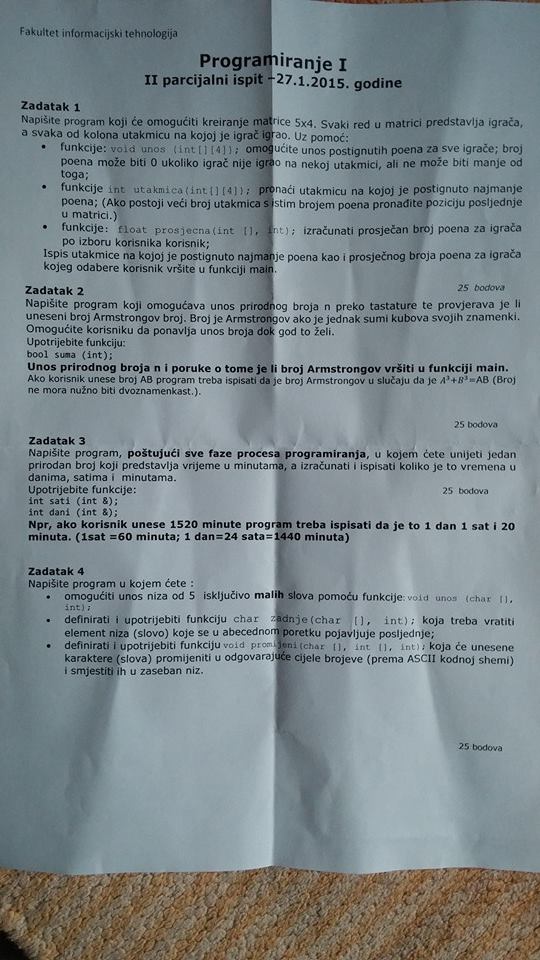 Fakultet informacijski tehnologija
Programiranje I
II parcijalni ispit –27.1.2015. godine
Zadatak 1
Napišite program koji će omogućiti kreiranje matrice 5x4. Svaki red u matrici predstavlja igrača,
a svaka od kolona utakmicu na kojoj je igrač igrao. Uz pomoć:
• funkcije: void unos (int[][4]); omogućite unos postignutih poena za sve igrače; broj
poena može biti 0 ukoliko igrač nije igrao na nekoj utakmici, ali ne može biti manje od
toga;
• funkcije int utakmica(int[][4]); pronaći utakmicu na kojoj je postignuto najmanje
poena; (Ako postoji veći broj utakmica s istim brojem poena pronađite poziciju posljednje
u matrici.)
• funkcije: float prosjecna(int [], int); izračunati prosječan broj poena za igrača
po izboru korisnika korisnik;
Ispis utakmice na kojoj je postignuto najmanje poena kao i prosječnog broja poena za igrača
kojeg odabere korisnik vršite u funkciji main.
25 bodova
Zadatak 2
Napišite program koji omogućava unos prirodnog broja n preko tastature te provjerava je li
uneseni broj Armstrongov broj. Broj je Armstrongov ako je jednak sumi kubova svojih znamenki.
Omogućite korisniku da ponavlja unos broja dok god to želi.
Upotrijebite funkciju:
bool suma (int);
Unos prirodnog broja n i poruke o tome je li broj Armstrongov vršiti u funkciji main.
Ako korisnik unese broj AB program treba ispisati da je broj Armstrongov u slučaju da je A³+B³=AB (Broj
ne mora nužno biti dvoznamenkast.).
25 bodova
Zadatak 3
Napišite program, poštujući sve faze procesa programiranja, u kojem ćete unijeti jedan
prirodan broj koji predstavlja vrijeme u minutama, a izračunati i ispisati koliko je to vremena u
danima, satima i minutama.
Upotrijebite funkcije:
25 bodova
int sati (int &);
int dani (int &);
Npr, ako korisnik unese 1520 minute program treba ispisati da je to 1 dan 1 sat i 20
minuta. (1sat =60 minuta; 1 dan=24 sata=1440 minuta)
Zadatak 4
Napišite program u kojem ćete :
• omogućiti unos niza od 5 isključivo malih slova pomoću funkcije: void unos (char [],
int);
• definirati i upotrijebiti funkciju char zadnje(char [], int); koja treba vratiti
element niza (slovo) koje se u abecednom poretku pojavljuje posljednje;
• definirati i upotrijebiti funkciju void promijeni(char [], int [], int); koja će unesene
karaktere (slova) promijeniti u odgovarajuće cijele brojeve (prema ASCII kodnoj shemi)
i smjestiti ih u zaseban niz.
25 bodova